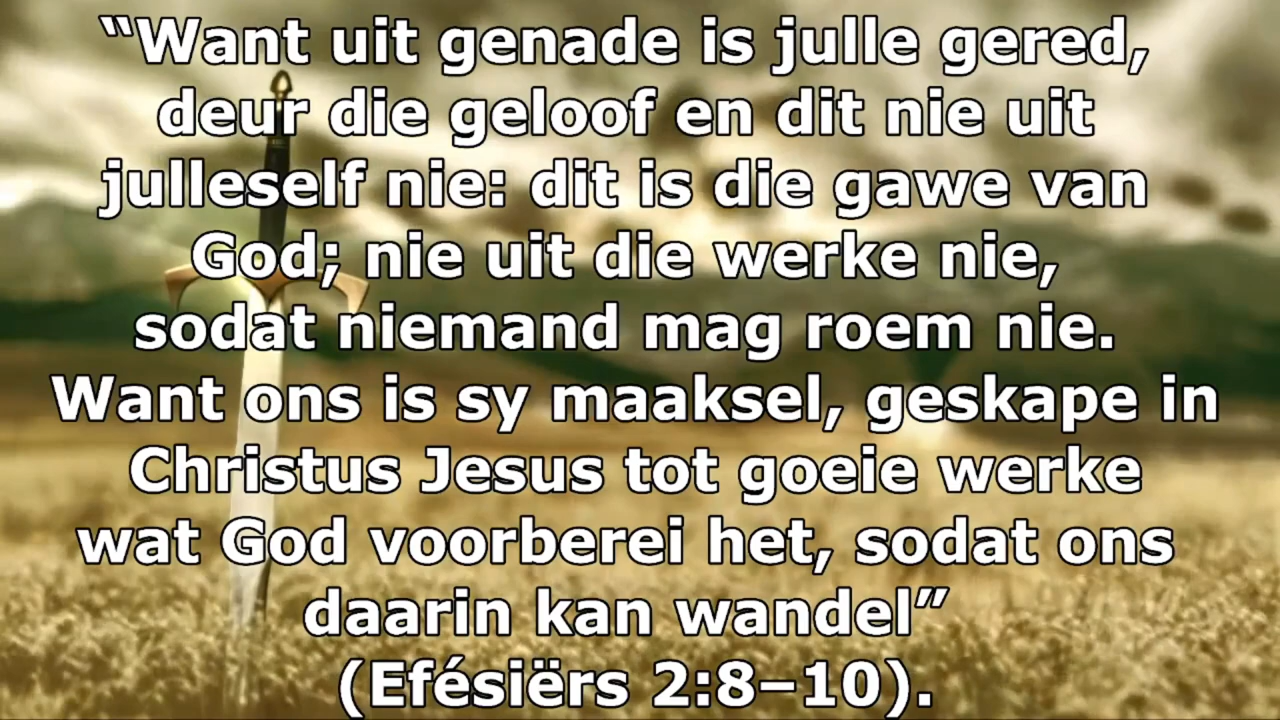 “Want uit genade is julle gered,
deur die geloof en dit nie uit
julleself nie: dit is die gawe van
God; nie uit die werke nie,
sodat niemand mag roem nie.
Want ons is sy maaksel, geskape in
Christus Jesus tot goeie werke
wat God voorberei het, sodat ons
daarin kan wandel”
(Efésiërs 2:8–10).